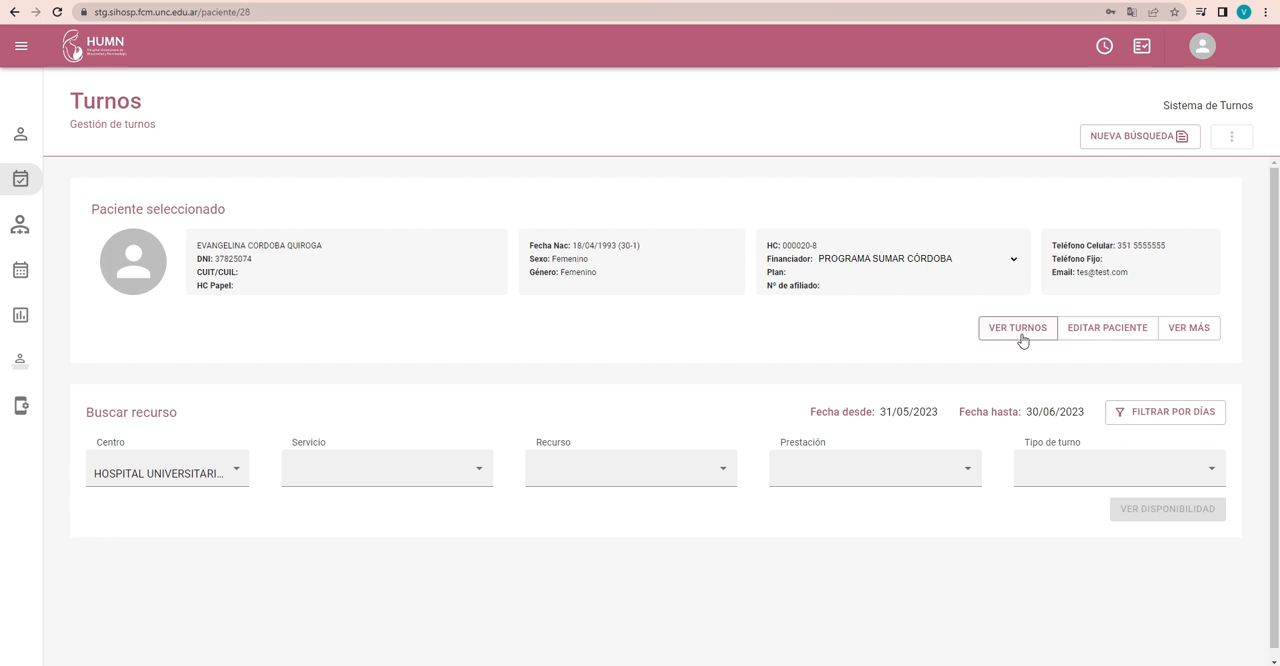 stg.sihosp.fcm.unc.edu.ar/paciente/28
V
HUMN
Turnos
Gestión de turnos
Sistema de Turnos
NUEVA BÚSQUEDA
Paciente seleccionado
EVANGELINA CORDOBA QUIROGA
DNI: 37825074
CUIT/CUIL:
HC Papel:
Fecha Nac: 18/04/1993 (30-1)
Sexo: Femenino
Género: Femenino
HC: 000020-8
Financiador: PROGRAMA SUMAR CÓRDOBA
Plan:
Nº de afiliado:
Teléfono Celular: 351 5555555
Teléfono Fijo:
Email: tes@test.com
VER TURNOS EDITAR PACIENTE VER MÁS
Buscar recurso
Fecha desde: 31/05/2023 Fecha hasta: 30/06/2023 FILTRAR POR DÍAS
Centro Servicio Recurso Prestación Tipo de turno
HOSPITAL UNIVERSITARI...
VER DISPONIBILIDAD